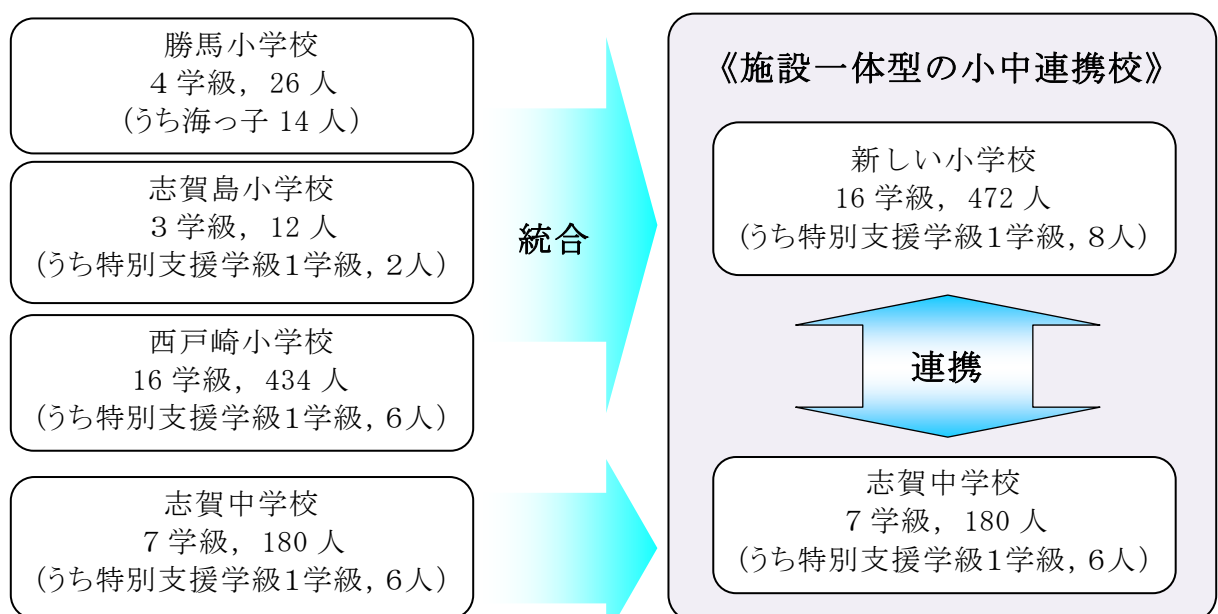 勝馬小学校
４学級，26 人
(うち海っ子 14 人)
志賀島小学校
３学級，12 人
(うち特別支援学級１学級，２人)
西戸崎小学校
16 学級，434 人
(うち特別支援学級１学級，６人)
志賀中学校
７学級，180 人
(うち特別支援学級１学級，６人)
統合
《施設一体型の小中連携校》
新しい小学校
16 学級，472 人
(うち特別支援学級１学級，８人)
連携
志賀中学校
７学級，180 人
(うち特別支援学級１学級，６人)